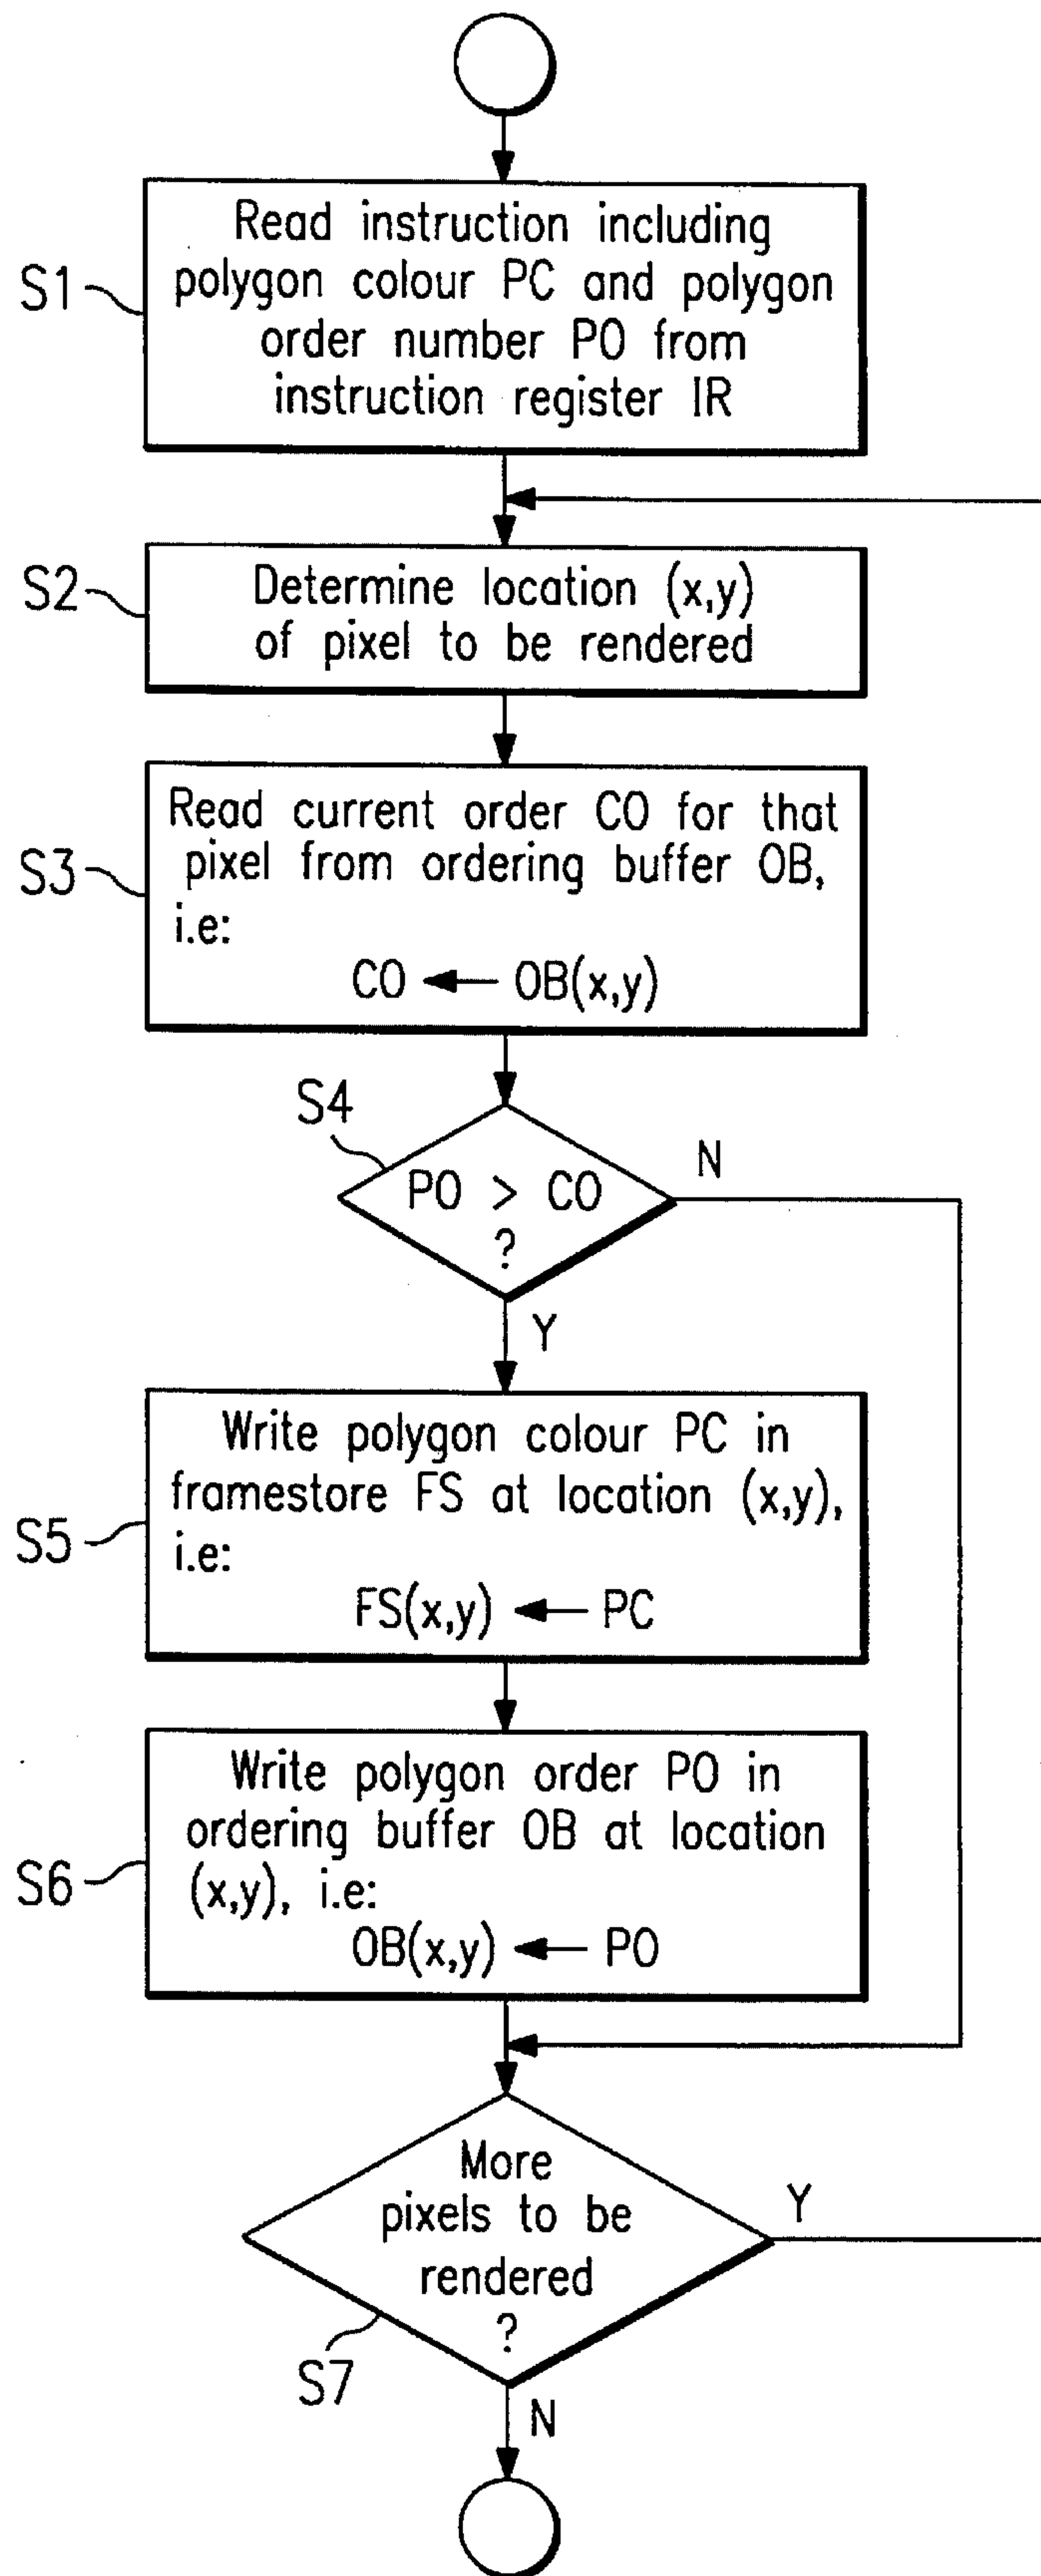 S1
Read instruction including
polygon colour PC and polygon
order number PO from
instruction register IR
S2
Determine location (x,y)
of pixel to be rendered
S3
Read current order CO for that
pixel from ordering buffer OB,
i.e:
CO ← OB(x,y)
S4
PO > CO
?
N
Y
S5
Write polygon colour PC in
framestore FS at location (x,y),
i.e:
FS(x,y) ← PC
S6
Write polygon order PO in
ordering buffer OB at location
(x,y), i.e:
OB(x,y) ← PO
More
pixels to be
rendered
?
Y
S7
N